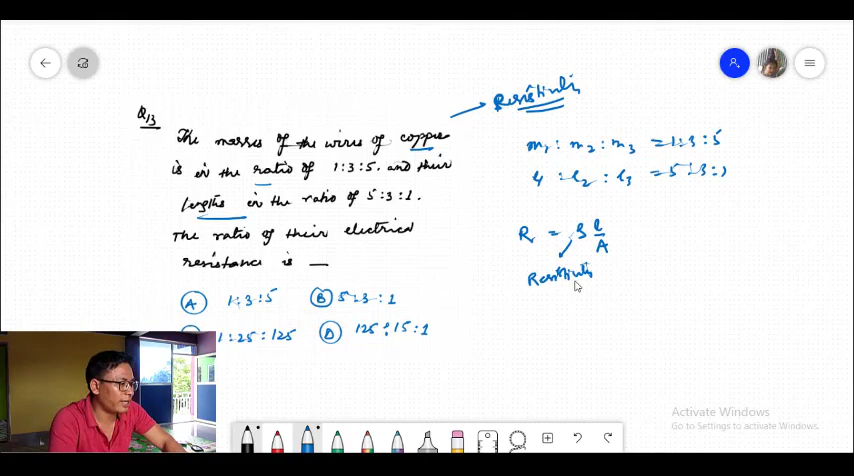 Q13
The masses of the wires of copper
is in the ratio of 1:3:5. and their
lengths in the ratio of 5:3:1.
The ratio of their electrical
resistance is __
A 1:3:5 B 5:3:1
1:25:125 D 125:15:1
m1 : m2 : m3 = 1:3:5
l1 : l2 : l3 = 5:3:1
R = ρ l/A
Activate Windows
Go to Settings to activate Windows.